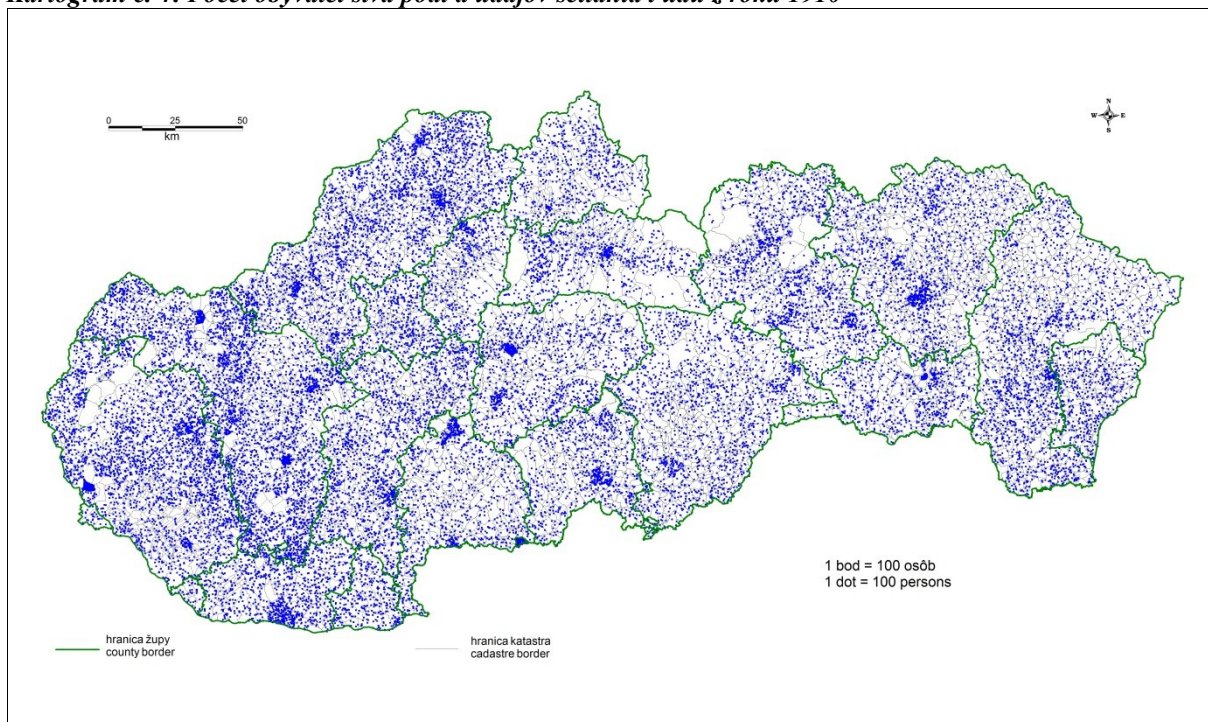 0 25 50
km
N
W E
S
1 bod = 100 osôb
1 dot = 100 persons
hranica župy
county border
hranica katastra
cadastre border